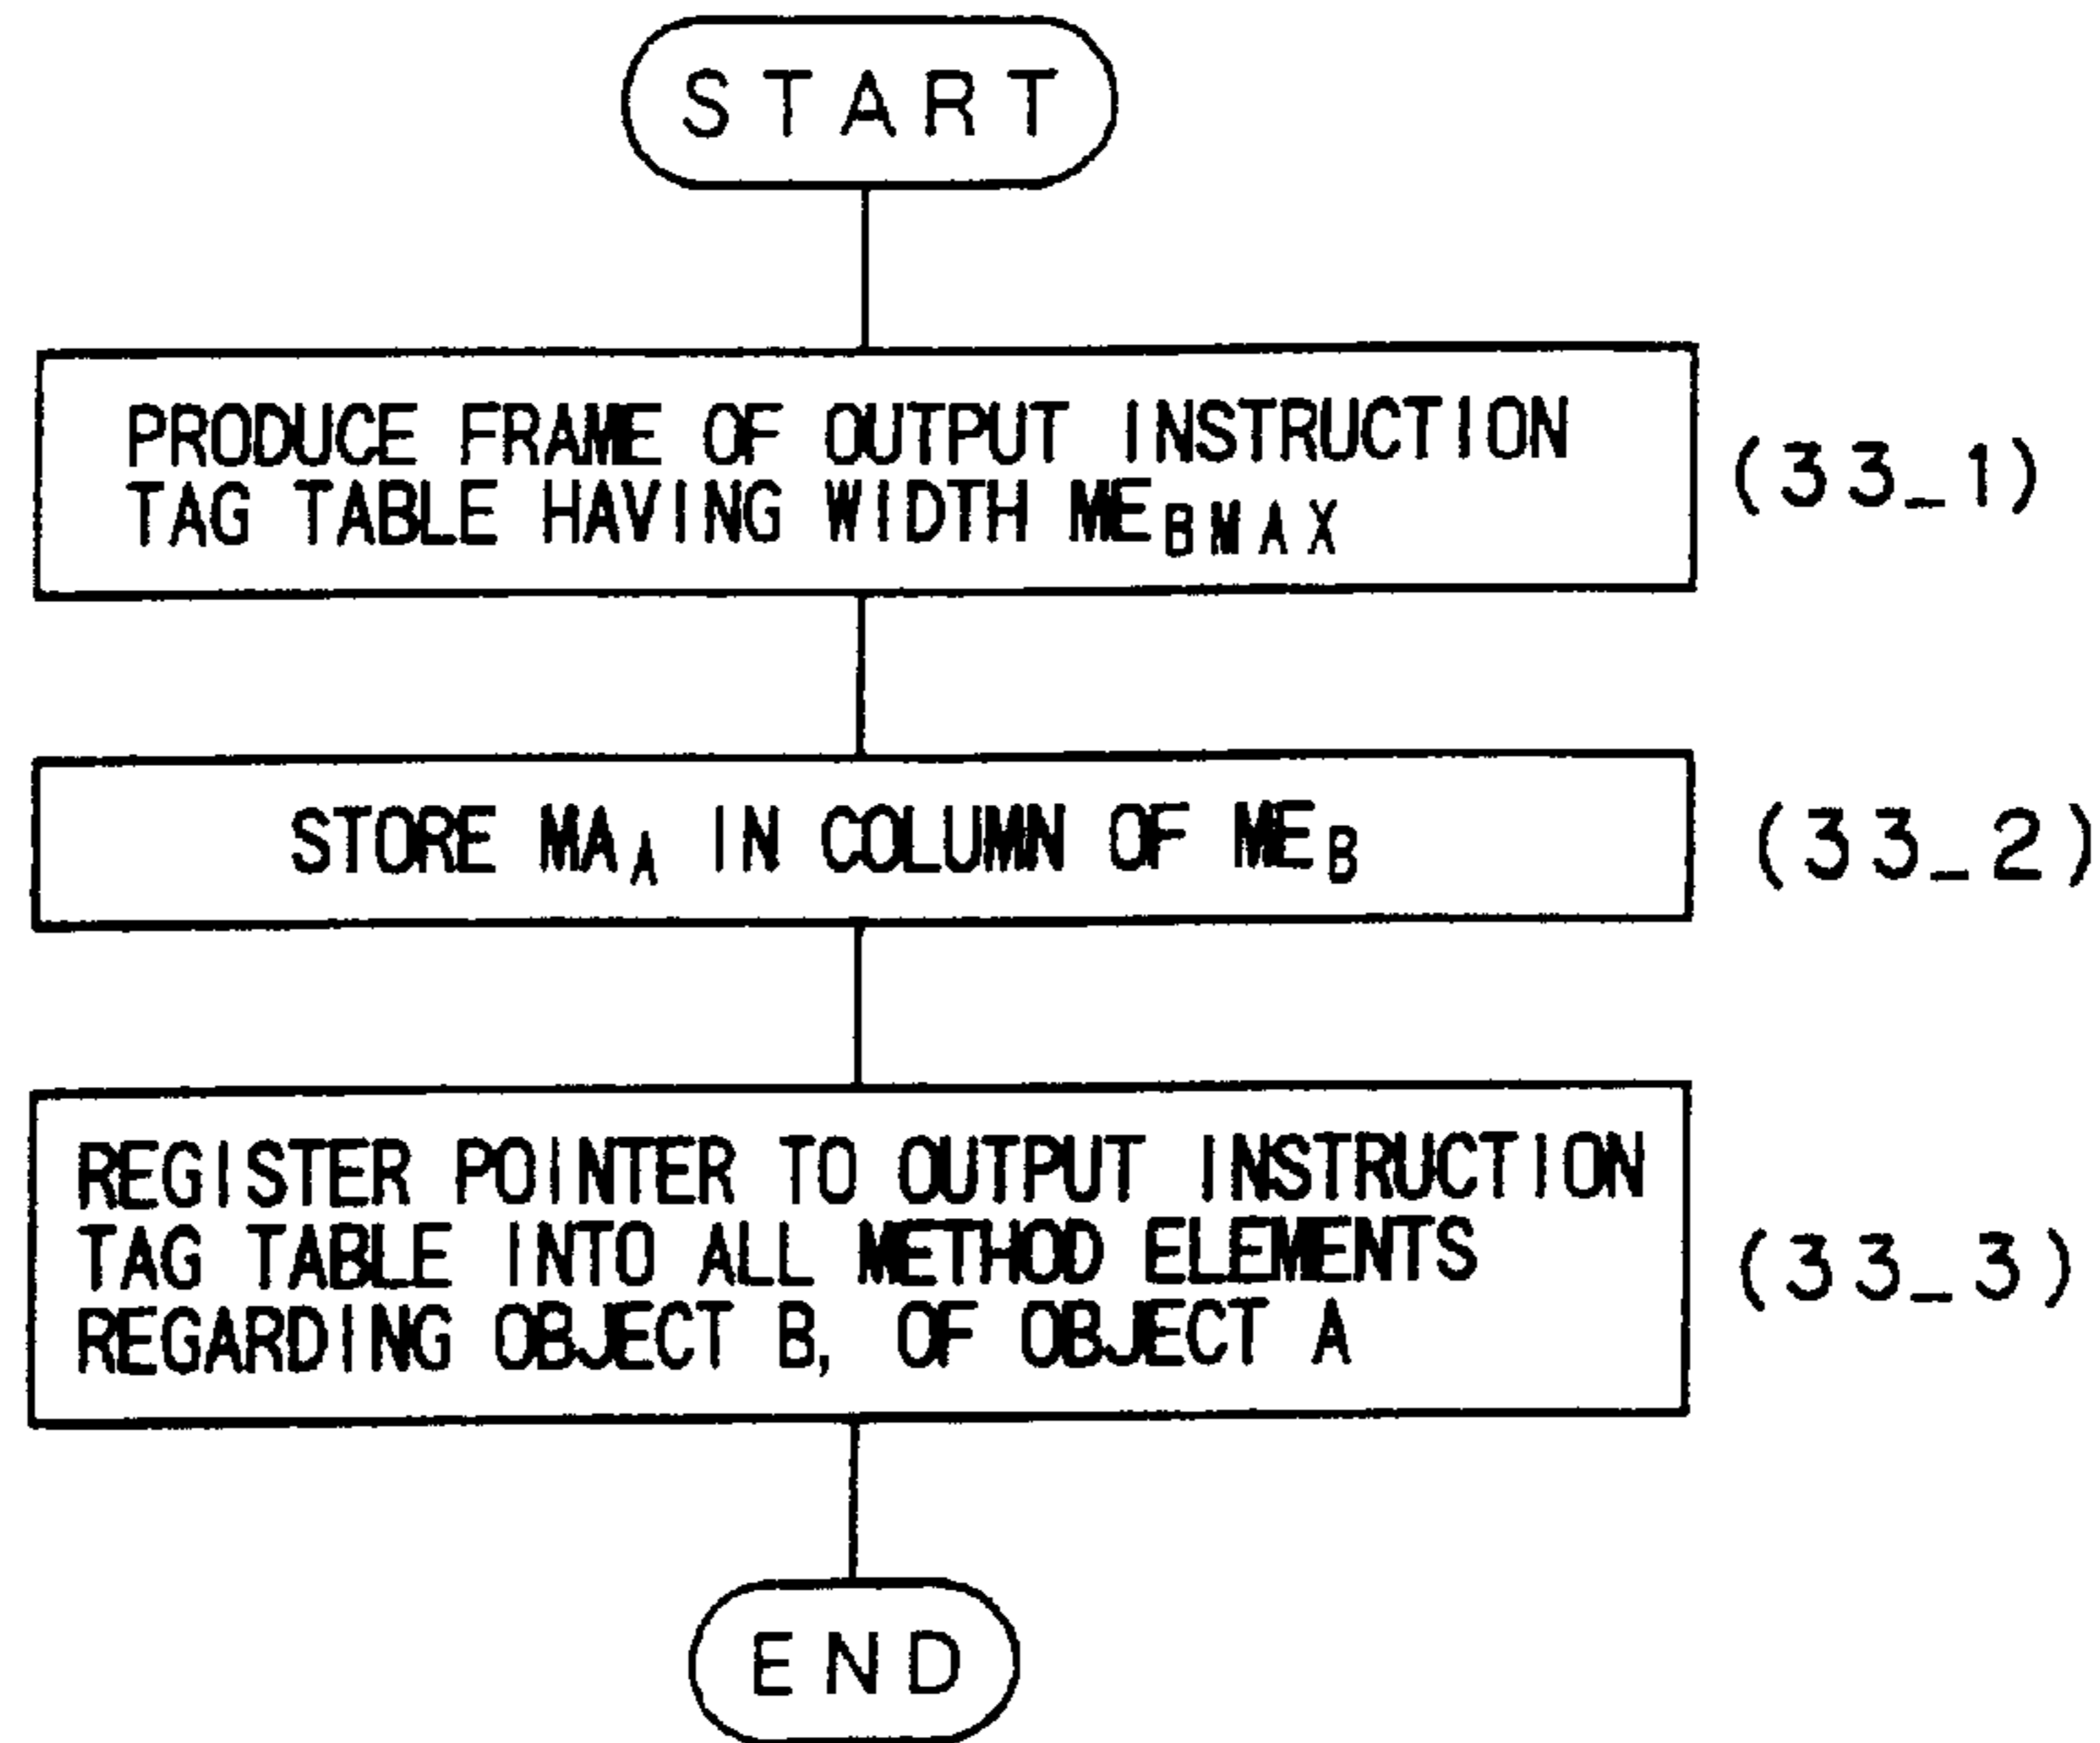 START
PRODUCE FRAME OF OUTPUT INSTRUCTION
TAG TABLE HAVING WIDTH ME_BMAX
(33_1)
STORE MA_A IN COLUMN OF ME_B
(33_2)
REGISTER POINTER TO OUTPUT INSTRUCTION
TAG TABLE INTO ALL METHOD ELEMENTS
REGARDING OBJECT B, OF OBJECT A
(33_3)
END